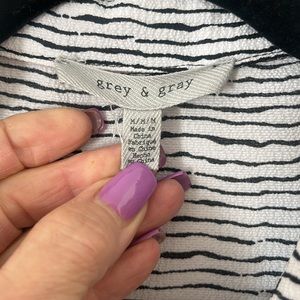 grey & gray
M/M/M
Made in
China
Fabriqué
en Chine
Hecho
en China